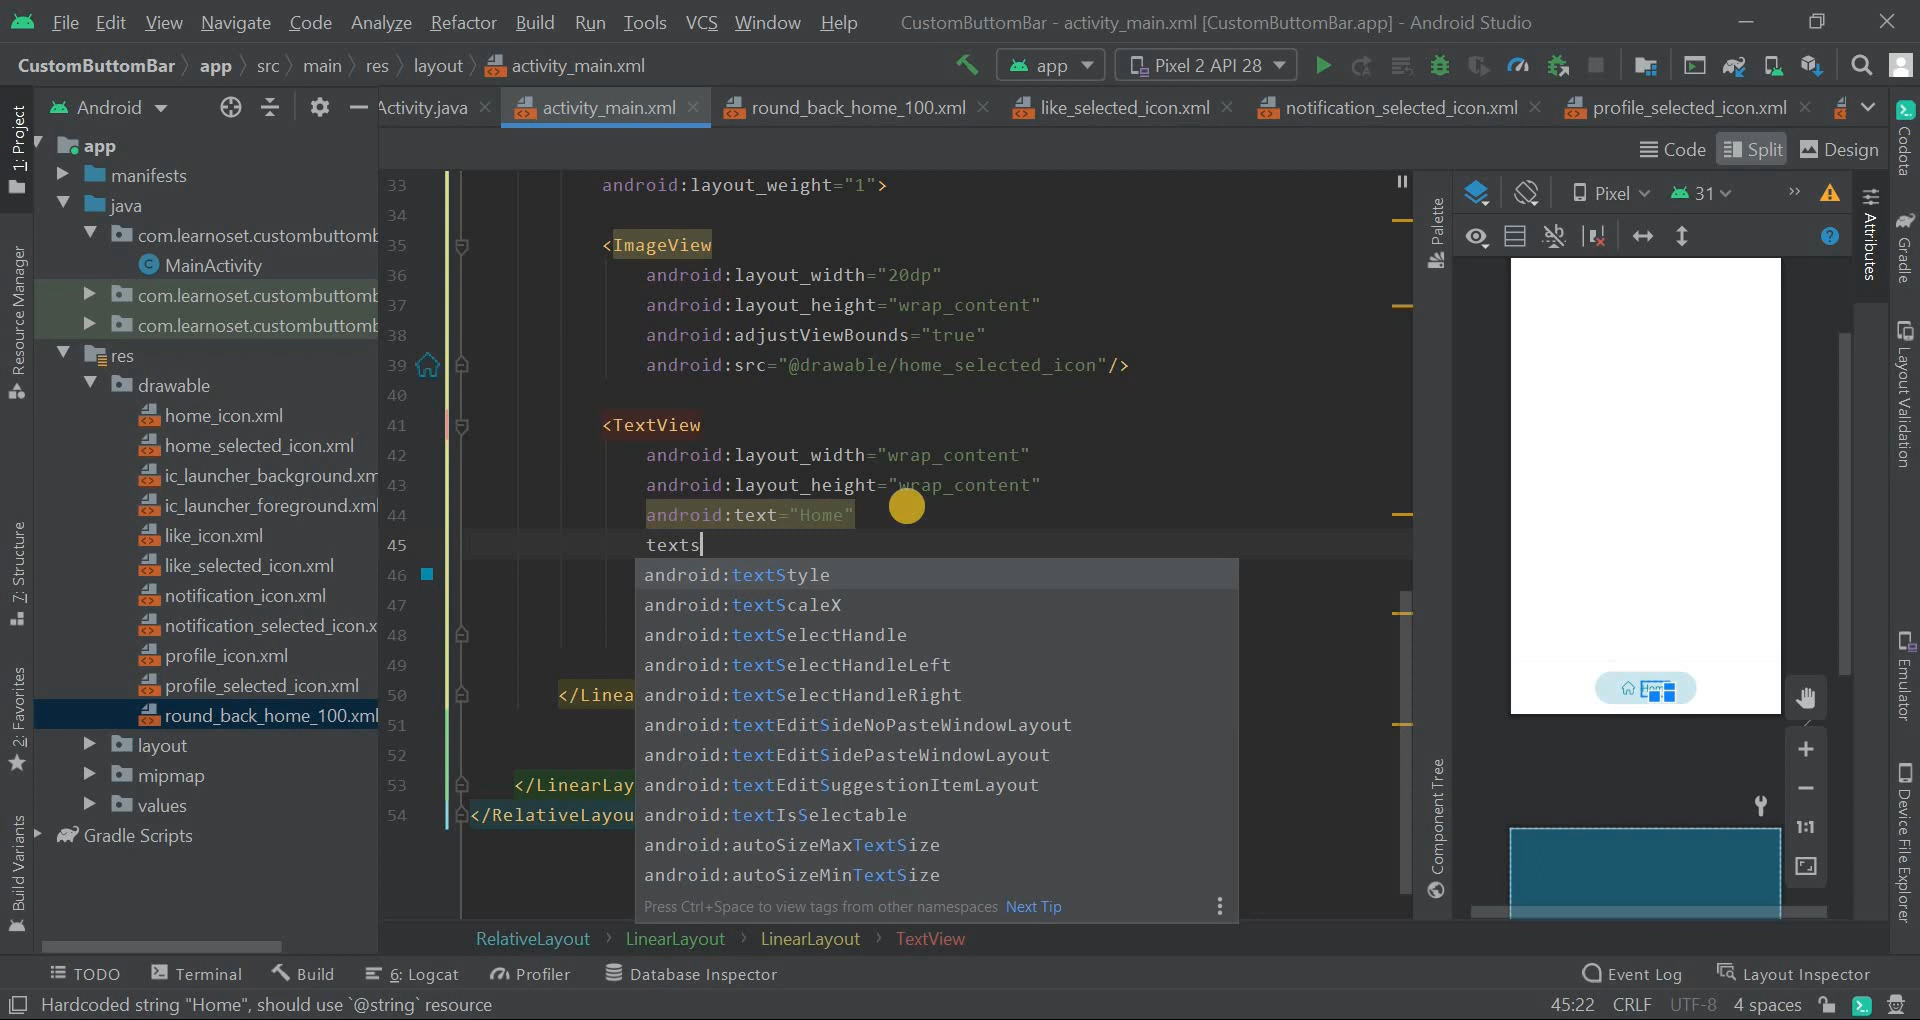 File Edit View Navigate Code Analyze Refactor Build Run Tools VCS Window Help CustomButtomBar - activity_main.xml [CustomButtomBar.app] - Android Studio
CustomButtomBar app src main res layout activity_main.xml app Pixel 2 API 28
Android Activity.java activity_main.xml round_back_home_100.xml like_selected_icon.xml notification_selected_icon.xml profile_selected_icon.xml
Code Split Design
Pixel 31 »
1: Project
Resource Manager
7: Structure
2: Favorites
Build Variants
app
manifests
java
com.learnoset.custombuttomb
MainActivity
com.learnoset.custombuttomb
com.learnoset.custombuttomb
res
drawable
home_icon.xml
home_selected_icon.xml
ic_launcher_background.xm
ic_launcher_foreground.xml
like_icon.xml
like_selected_icon.xml
notification_icon.xml
notification_selected_icon.x
profile_icon.xml
profile_selected_icon.xml
round_back_home_100.xml
layout
mipmap
values
Gradle Scripts
33 android:layout_weight="1">
34
35 <ImageView
36 android:layout_width="20dp"
37 android:layout_height="wrap_content"
38 android:adjustViewBounds="true"
39 android:src="@drawable/home_selected_icon"/>
40
41 <TextView
42 android:layout_width="wrap_content"
43 android:layout_height="wrap_content"
44 android:text="Home"
45 texts
46
47
48
49
50 </Linea
51
52
53 </LinearLay
54 </RelativeLayou
android:textStyle
android:textScaleX
android:textSelectHandle
android:textSelectHandleLeft
android:textSelectHandleRight
android:textEditSideNoPasteWindowLayout
android:textEditSidePasteWindowLayout
android:textEditSuggestionItemLayout
android:textIsSelectable
android:autoSizeMaxTextSize
android:autoSizeMinTextSize
Press Ctrl+Space to view tags from other namespaces Next Tip
RelativeLayout LinearLayout LinearLayout TextView
Palette
Component Tree
1:1
Attributes
Codota
Gradle
Layout Validation
Emulator
Device File Explorer
TODO Terminal Build 6: Logcat Profiler Database Inspector Event Log Layout Inspector
Hardcoded string "Home", should use `@string` resource 45:22 CRLF UTF-8 4 spaces